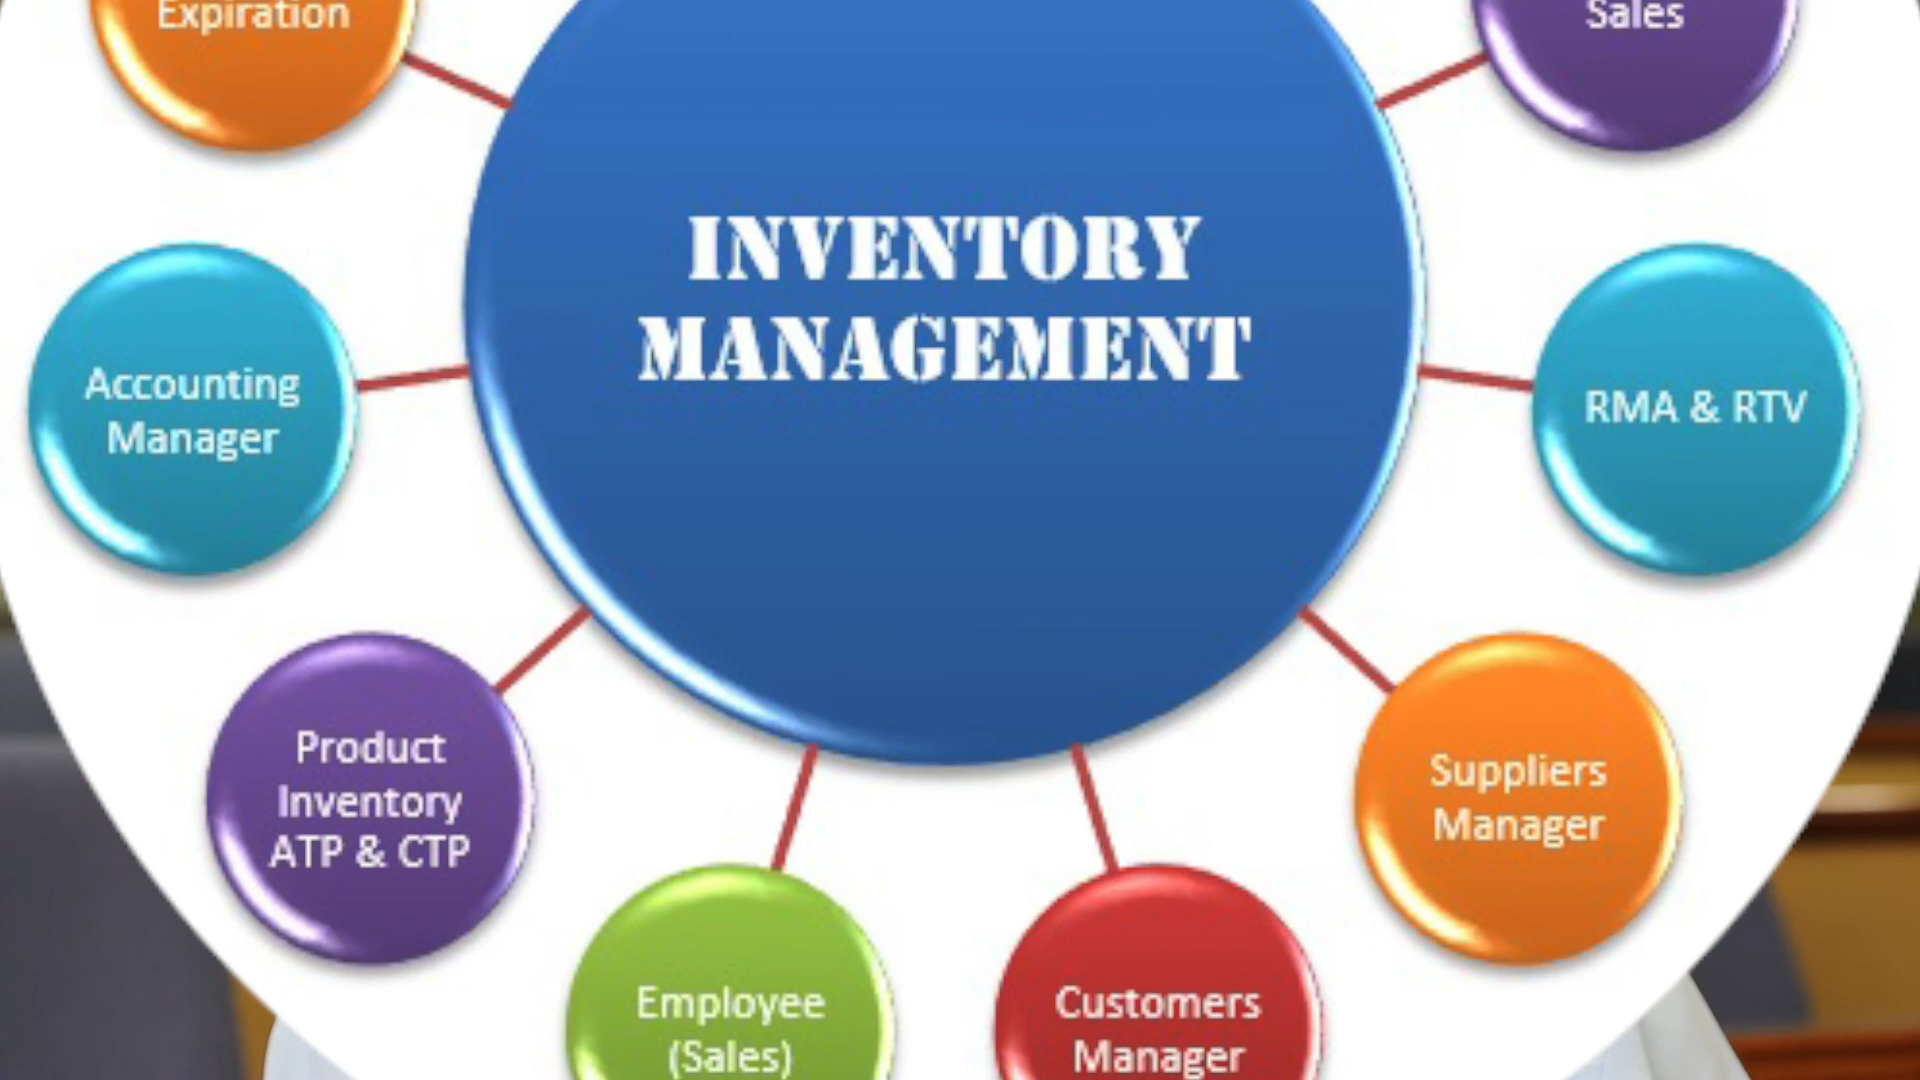 Expiration
Sales
INVENTORY
MANAGEMENT
Accounting
Manager
RMA & RTV
Product
Inventory
ATP & CTP
Suppliers
Manager
Employee
(Sales)
Customers
Manager